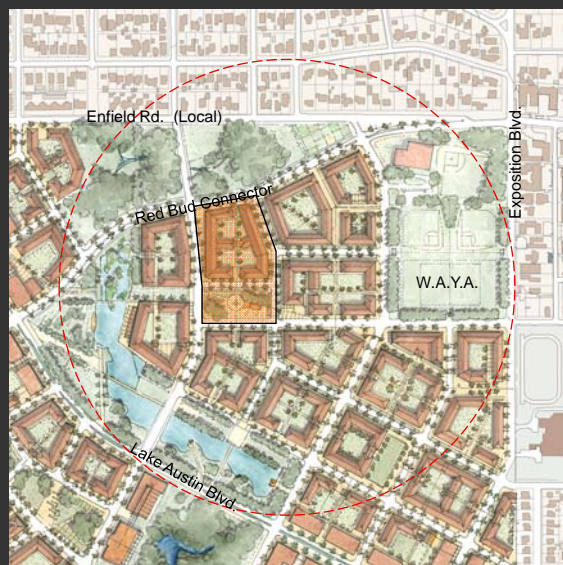 Enfield Rd. (Local)
Exposition Blvd.
Red Bud Connector
W.A.Y.A.
Lake Austin Blvd.